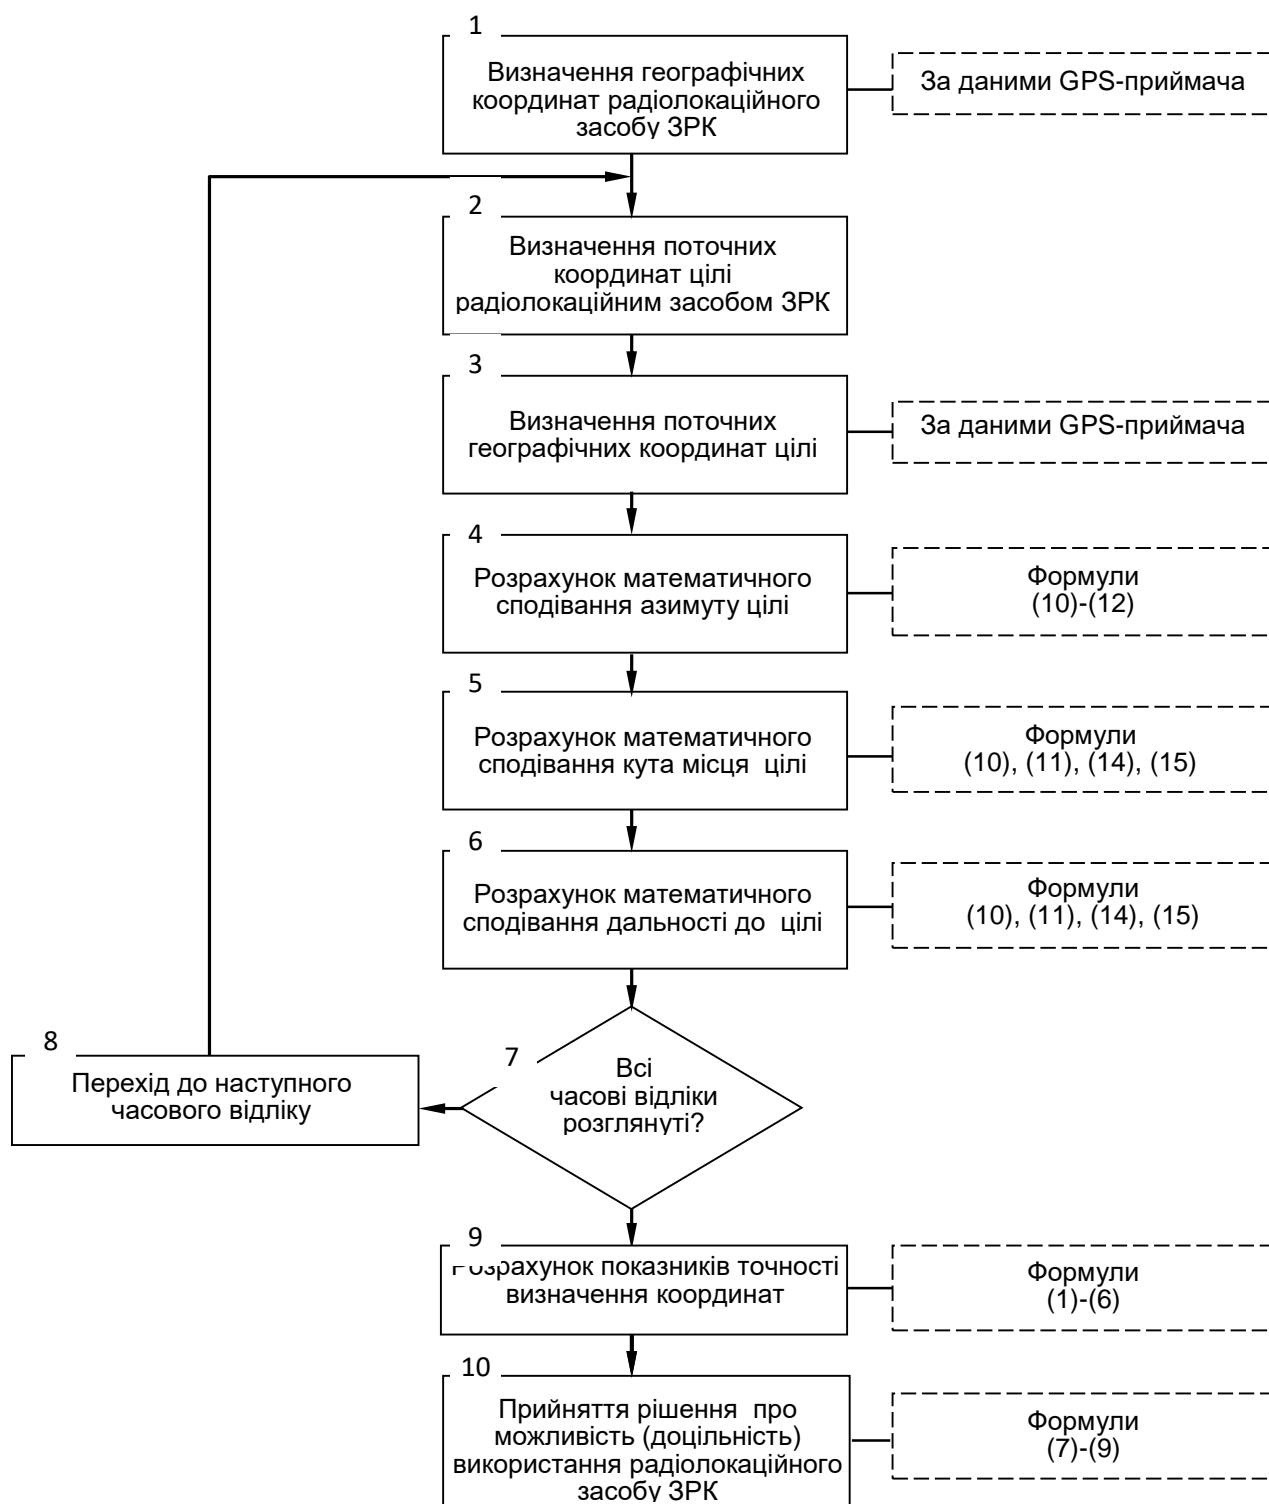 1
Визначення географічних
координат радіолокаційного
засобу ЗРК
За даними GPS-приймача
2
Визначення поточних
координат цілі
радіолокаційним засобом ЗРК
3
Визначення поточних
географічних координат цілі
За даними GPS-приймача
4
Розрахунок математичного
сподівання азимуту цілі
Формули
(10)-(12)
5
Розрахунок математичного
сподівання кута місця цілі
Формули
(10), (11), (14), (15)
6
Розрахунок математичного
сподівання дальності до цілі
Формули
(10), (11), (14), (15)
7
Всі
часові відліки
розглянуті?
8
Перехід до наступного
часового відліку
9
Розрахунок показників точності
визначення координат
Формули
(1)-(6)
10
Прийняття рішення про
можливість (доцільність)
використання радіолокаційного
засобу ЗРК
Формули
(7)-(9)